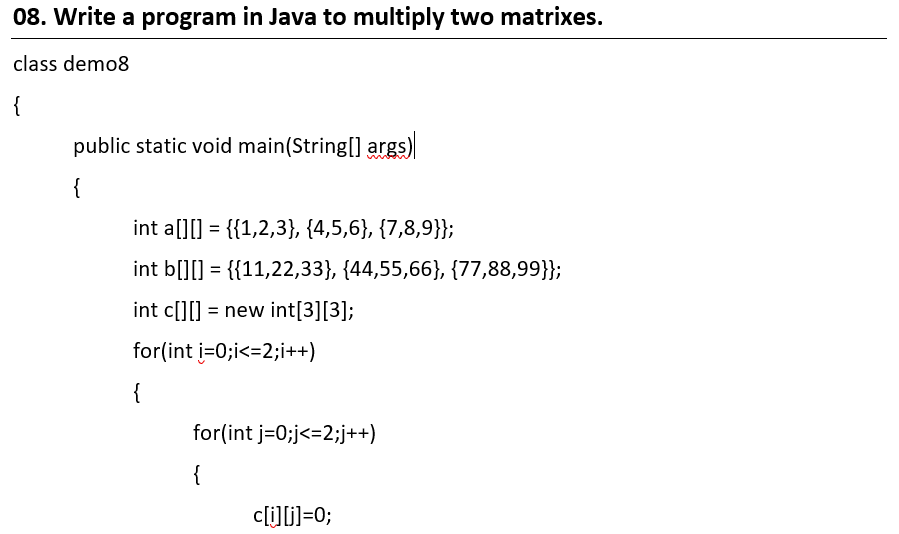 08. Write a program in Java to multiply two matrixes.
class demo8
{
public static void main(String[] args)
{
int a[][] = {{1,2,3}, {4,5,6}, {7,8,9}};
int b[][] = {{11,22,33}, {44,55,66}, {77,88,99}};
int c[][] = new int[3][3];
for(int i=0;i<=2;i++)
{
for(int j=0;j<=2;j++)
{
c[i][j]=0;